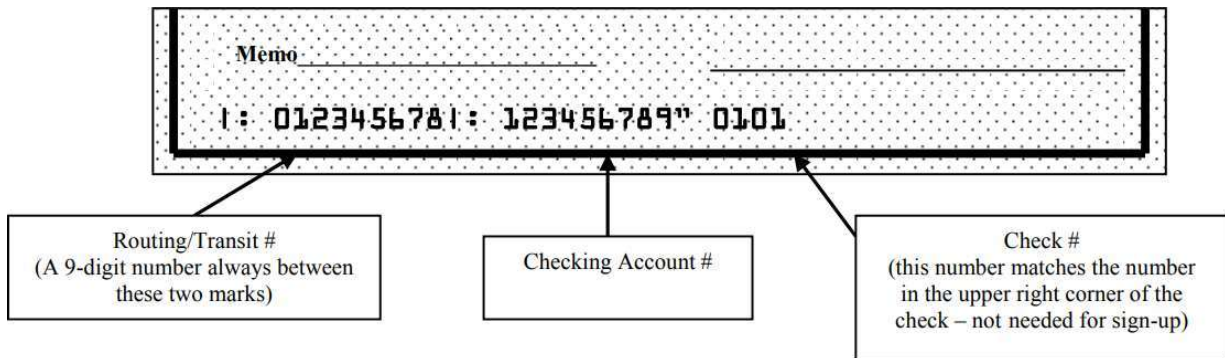 Memo
|: 012345678|: 123456789" 0101
Routing/Transit #
(A 9-digit number always between
these two marks)
Checking Account #
Check #
(this number matches the number
in the upper right corner of the
check – not needed for sign-up)